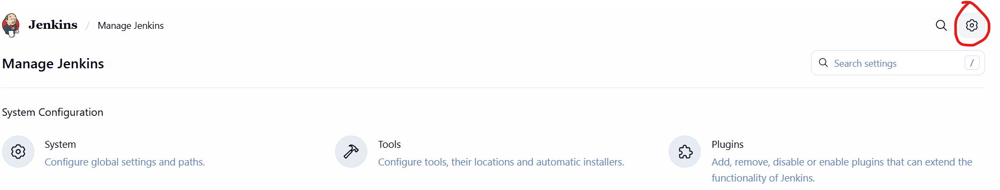 Jenkins / Manage Jenkins
Manage Jenkins
Search settings /
System Configuration
System
Configure global settings and paths.
Tools
Configure tools, their locations and automatic installers.
Plugins
Add, remove, disable or enable plugins that can extend the
functionality of Jenkins.